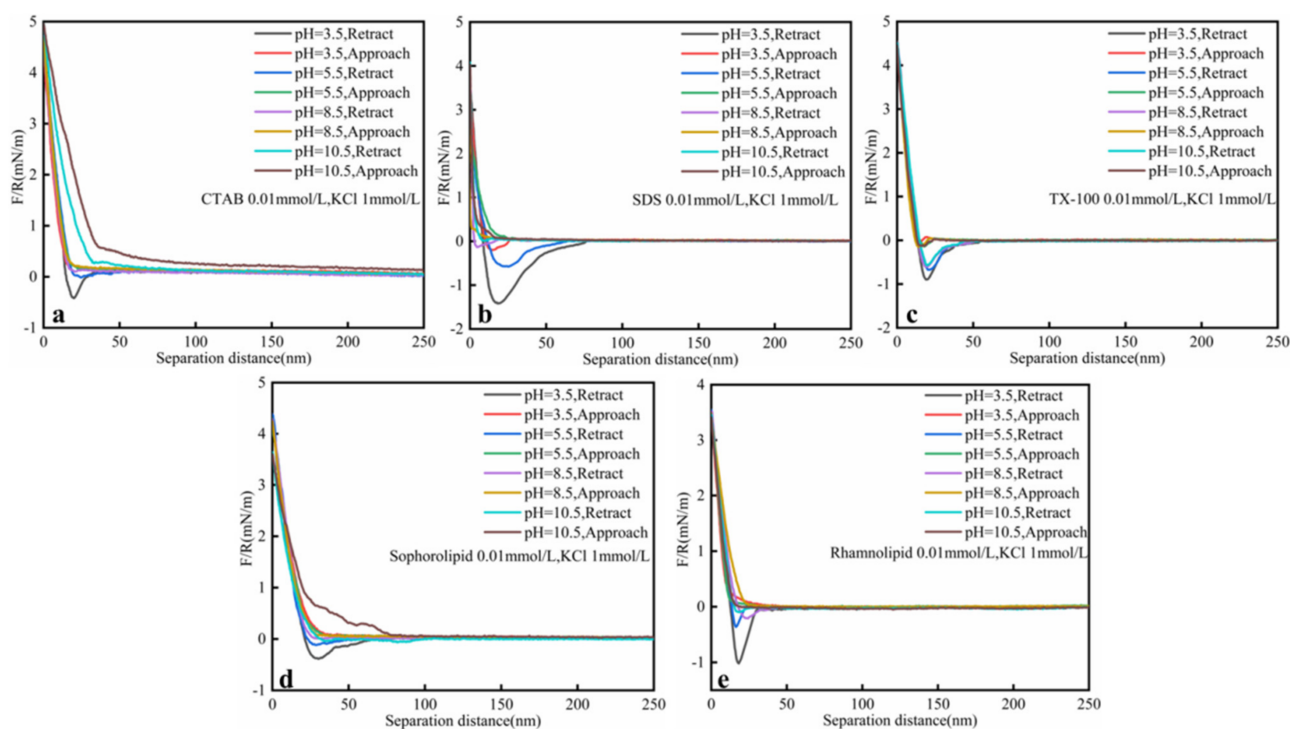 5
4
3
2
1
0
-1
F/R(mN/m)
pH=3.5,Retract
pH=3.5,Approach
pH=5.5,Retract
pH=5.5,Approach
pH=8.5,Retract
pH=8.5,Approach
pH=10.5,Retract
pH=10.5,Approach
CTAB 0.01mmol/L,KCl 1mmol/L
a
0 50 100 150 200 250
Separation distance(nm)
5
4
3
2
1
0
-1
-2
F/R(mN/m)
pH=3.5,Retract
pH=3.5,Approach
pH=5.5,Retract
pH=5.5,Approach
pH=8.5,Retract
pH=8.5,Approach
pH=10.5,Retract
pH=10.5,Approach
SDS 0.01mmol/L,KCl 1mmol/L
b
0 50 100 150 200 250
Separation distance(nm)
5
4
3
2
1
0
-1
-2
F/R(mN/m)
pH=3.5,Retract
pH=3.5,Approach
pH=5.5,Retract
pH=5.5,Approach
pH=8.5,Retract
pH=8.5,Approach
pH=10.5,Retract
pH=10.5,Approach
TX-100 0.01mmol/L,KCl 1mmol/L
c
0 50 100 150 200 250
Separation distance(nm)
5
4
3
2
1
0
-1
F/R(mN/m)
pH=3.5,Retract
pH=3.5,Approach
pH=5.5,Retract
pH=5.5,Approach
pH=8.5,Retract
pH=8.5,Approach
pH=10.5,Retract
pH=10.5,Approach
Sophorolipid 0.01mmol/L,KCl 1mmol/L
d
0 50 100 150 200 250
Separation distance(nm)
4
3
2
1
0
-1
F/R(mN/m)
pH=3.5,Retract
pH=3.5,Approach
pH=5.5,Retract
pH=5.5,Approach
pH=8.5,Retract
pH=8.5,Approach
pH=10.5,Retract
pH=10.5,Approach
Rhamnolipid 0.01mmol/L,KCl 1mmol/L
e
0 50 100 150 200 250
Separation distance(nm)